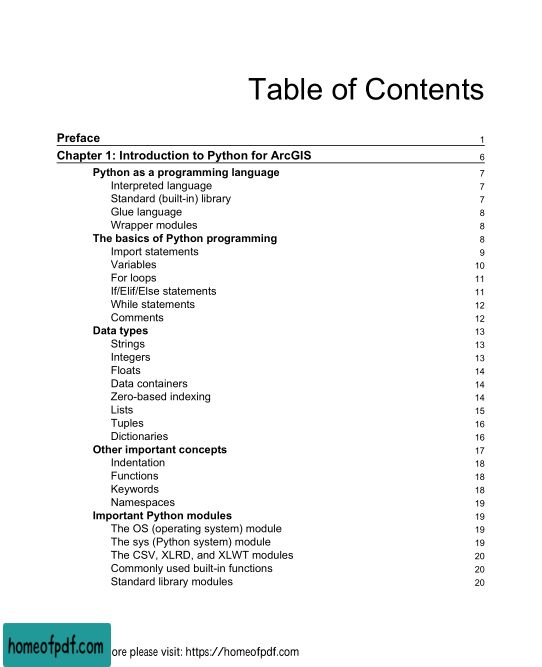 Table of Contents
Preface 1
Chapter 1: Introduction to Python for ArcGIS 6
Python as a programming language 7
Interpreted language 7
Standard (built-in) library 7
Glue language 8
Wrapper modules 8
The basics of Python programming 8
Import statements 9
Variables 10
For loops 11
If/Elif/Else statements 11
While statements 12
Comments 12
Data types 13
Strings 13
Integers 13
Floats 14
Data containers 14
Zero-based indexing 14
Lists 15
Tuples 16
Dictionaries 16
Other important concepts 17
Indentation 18
Functions 18
Keywords 18
Namespaces 19
Important Python modules 19
The OS (operating system) module 19
The sys (Python system) module 19
The CSV, XLRD, and XLWT modules 20
Commonly used built-in functions 20
Standard library modules 20
homeofpdf.com ore please visit: https://homeofpdf.com